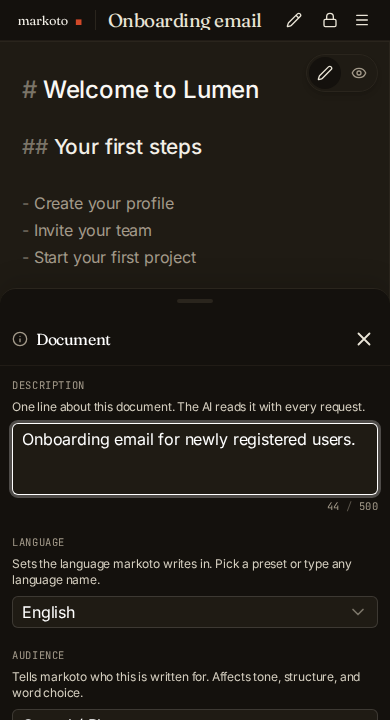 markoto
Onboarding email
# Welcome to Lumen
## Your first steps
- Create your profile
- Invite your team
- Start your first project
Document
DESCRIPTION
One line about this document. The AI reads it with every request.
Onboarding email for newly registered users.
44 / 500
LANGUAGE
Sets the language markoto writes in. Pick a preset or type any
language name.
English
AUDIENCE
Tells markoto who this is written for. Affects tone, structure, and
word choice.